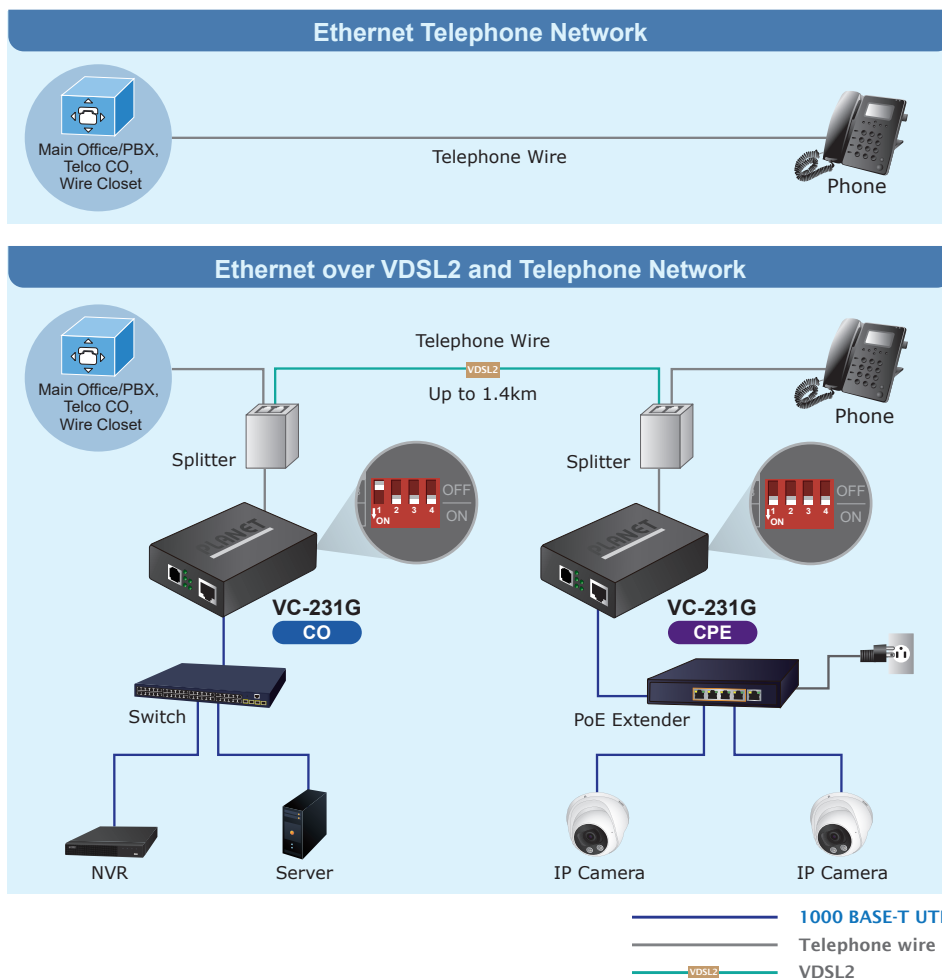 Ethernet Telephone Network
Main Office/PBX,
Telco CO,
Wire Closet
Telephone Wire
Phone
Ethernet over VDSL2 and Telephone Network
Main Office/PBX,
Telco CO,
Wire Closet
Telephone Wire
VDSL2
Up to 1.4km
Phone
Splitter
Splitter
OFF
ON
1 2 3 4
ON
OFF
ON
1 2 3 4
ON
PLANET
PLANET
VC-231G
CO
VC-231G
CPE
Switch
PoE Extender
NVR
Server
IP Camera
IP Camera
1000 BASE-T
Telephone wire
VDSL2
VDSL2